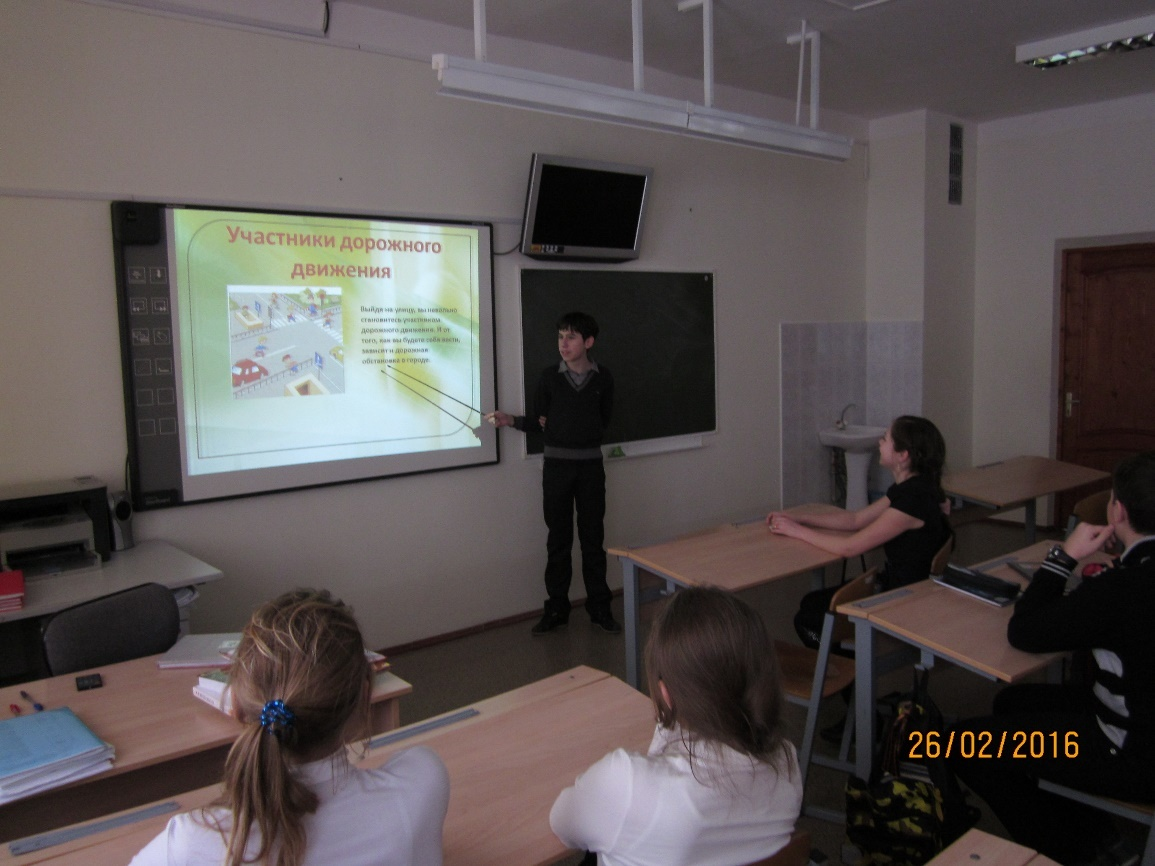 Участники дорожного
движения
Выйдя на улицу, вы невольно
становитесь участником
дорожного движения. И от
того, как вы будете себя вести,
зависит и дорожная
обстановка в городе.
26/02/2016